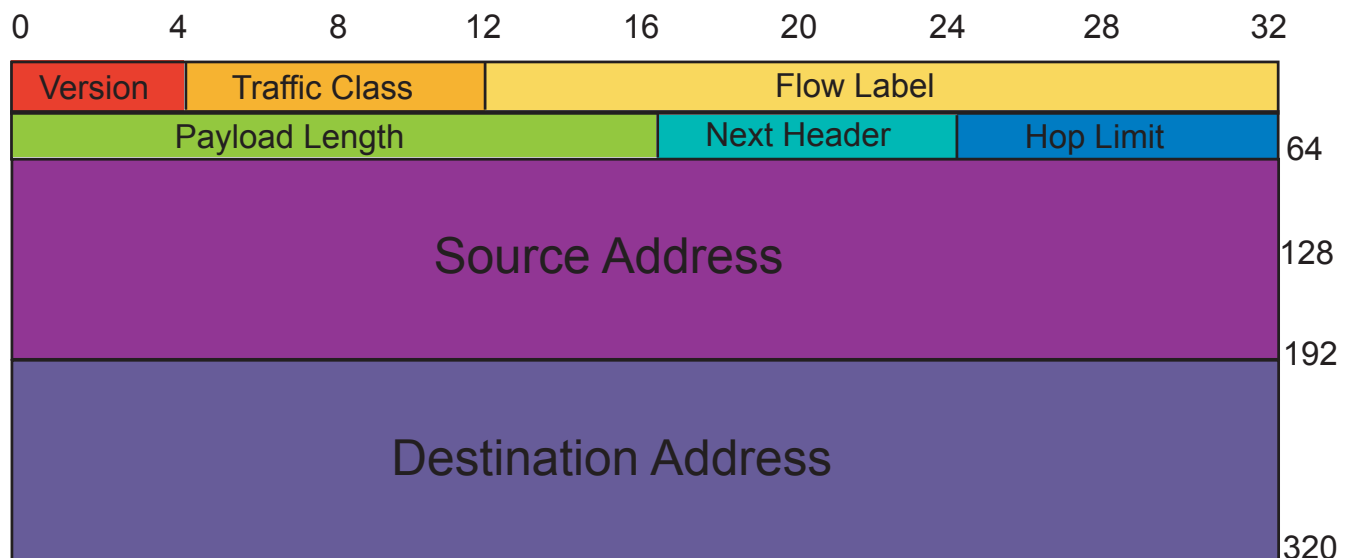 0 4 8 12 16 20 24 28 32
Version Traffic Class Flow Label
Payload Length Next Header Hop Limit 64
Source Address 128
192
Destination Address
320